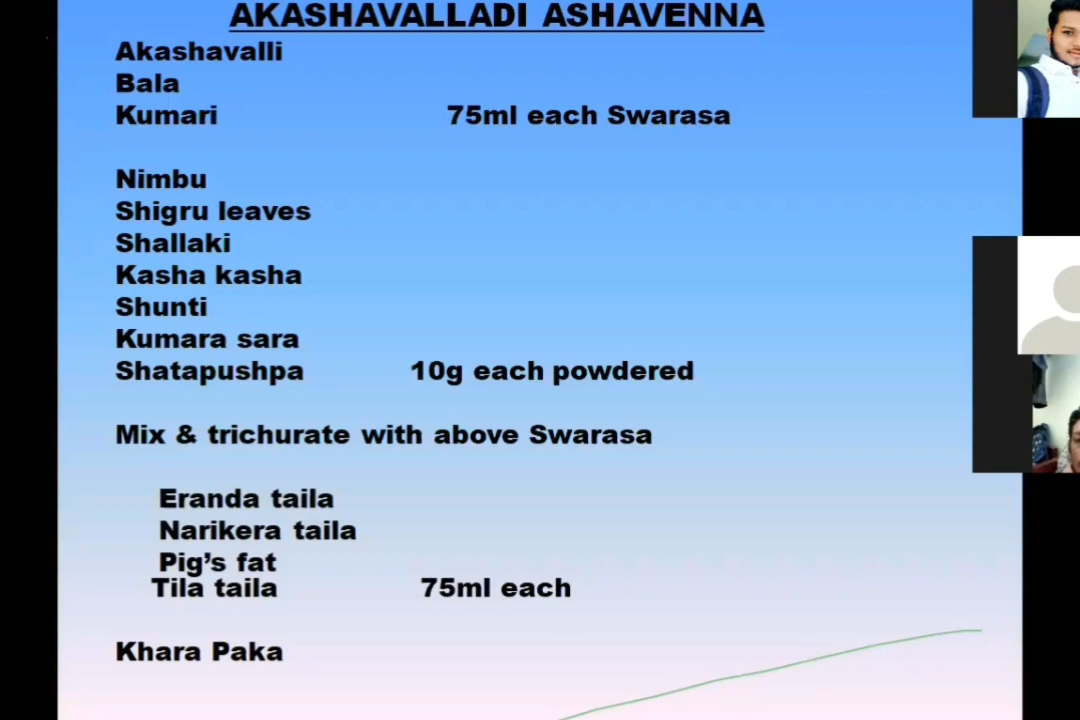 AKASHAVALLADI ASHAVENNA
Akashavalli
Bala
Kumari 75ml each Swarasa
Nimbu
Shigru leaves
Shallaki
Kasha kasha
Shunti
Kumara sara
Shatapushpa 10g each powdered
Mix & trichurate with above Swarasa
Eranda taila
Narikera taila
Pig’s fat
Tila taila 75ml each
Khara Paka